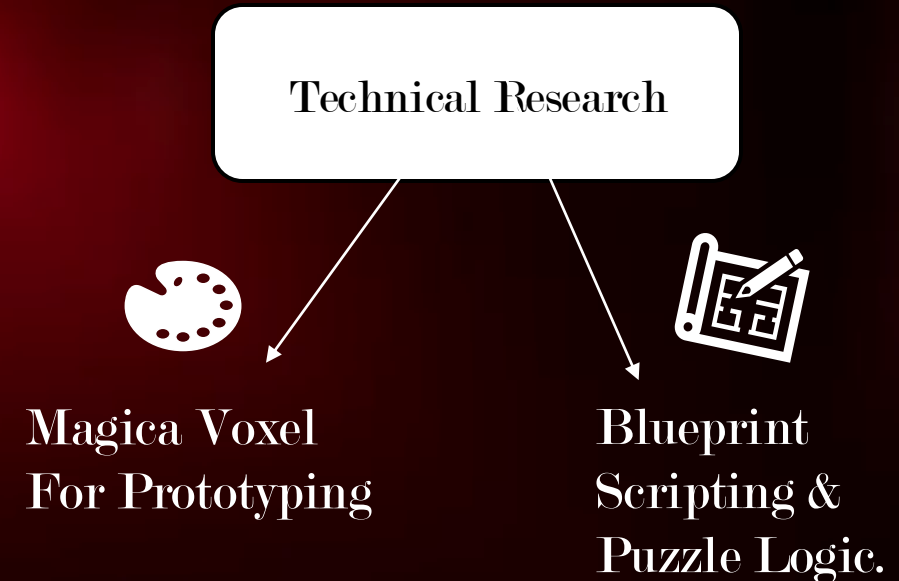 Technical Research
Magica Voxel
For Prototyping
Blueprint
Scripting &
Puzzle Logic.